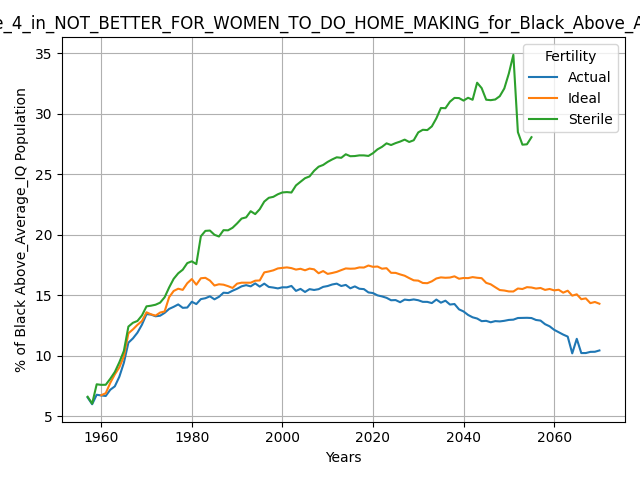 _4_in_NOT_BETTER_FOR_WOMEN_TO_DO_HOME_MAKING_for_Black_Above_A
Fertility
Actual
Ideal
Sterile
% of Black Above_Average_IQ Population
35
30
25
20
15
10
5
1960 1980 2000 2020 2040 2060
Years